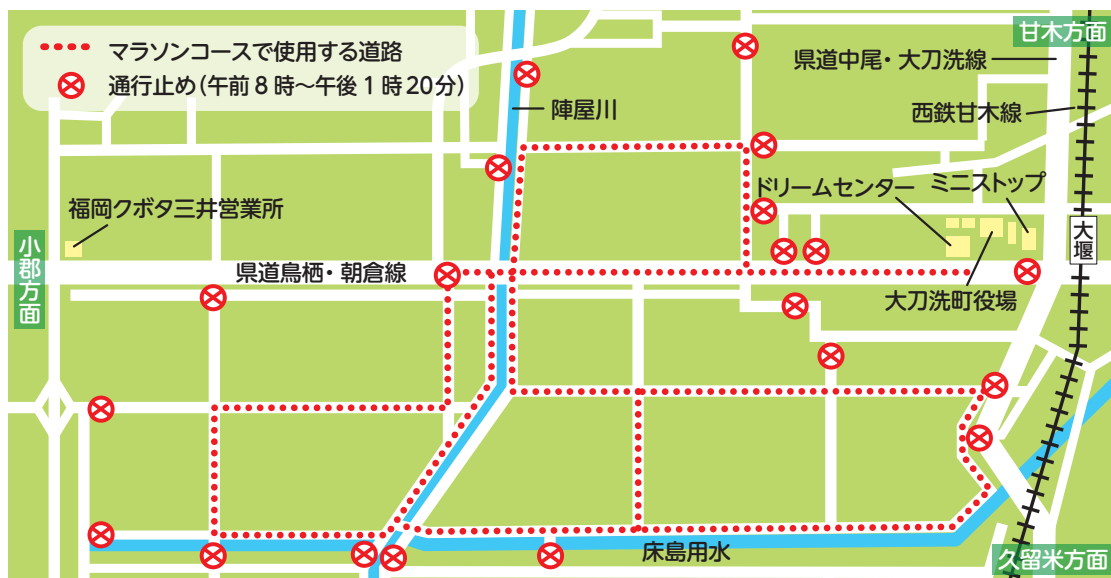 マラソンコースで使用する道路
通行止め(午前8時〜午後1時20分)
甘木方面
県道中尾・大刀洗線
西鉄甘木線
陣屋川
ドリームセンター
ミニストップ
福岡クボタ三井営業所
小郡方面
県道鳥栖・朝倉線
大堰
大刀洗町役場
床島用水
久留米方面